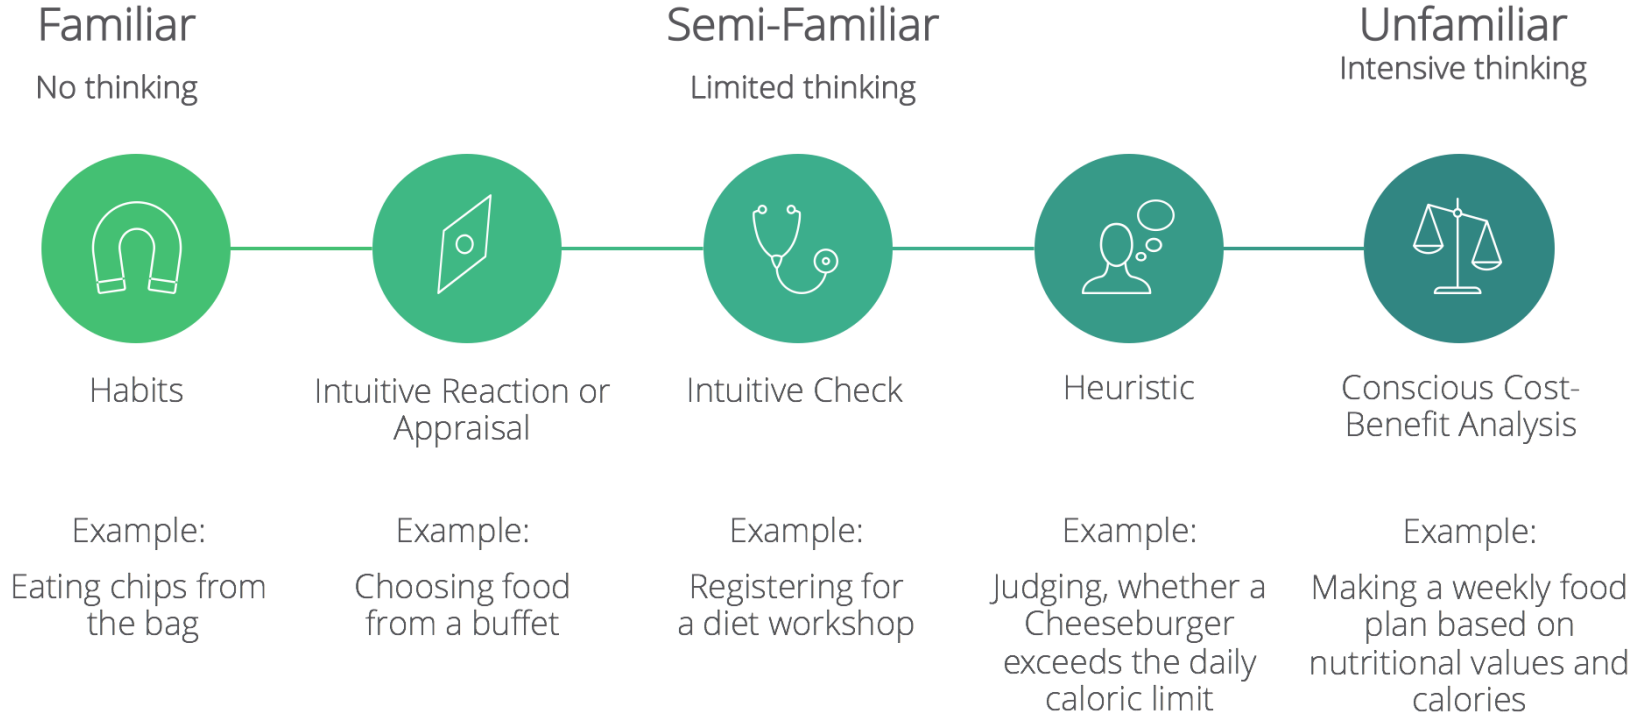 Familiar
No thinking
Semi-Familiar
Limited thinking
Unfamiliar
Intensive thinking
Habits
Intuitive Reaction or
Appraisal
Intuitive Check
Heuristic
Conscious Cost-
Benefit Analysis
Example:
Eating chips from
the bag
Example:
Choosing food
from a buffet
Example:
Registering for
a diet workshop
Example:
Judging, whether a
Cheeseburger
exceeds the daily
caloric limit
Example:
Making a weekly food
plan based on
nutritional values and
calories